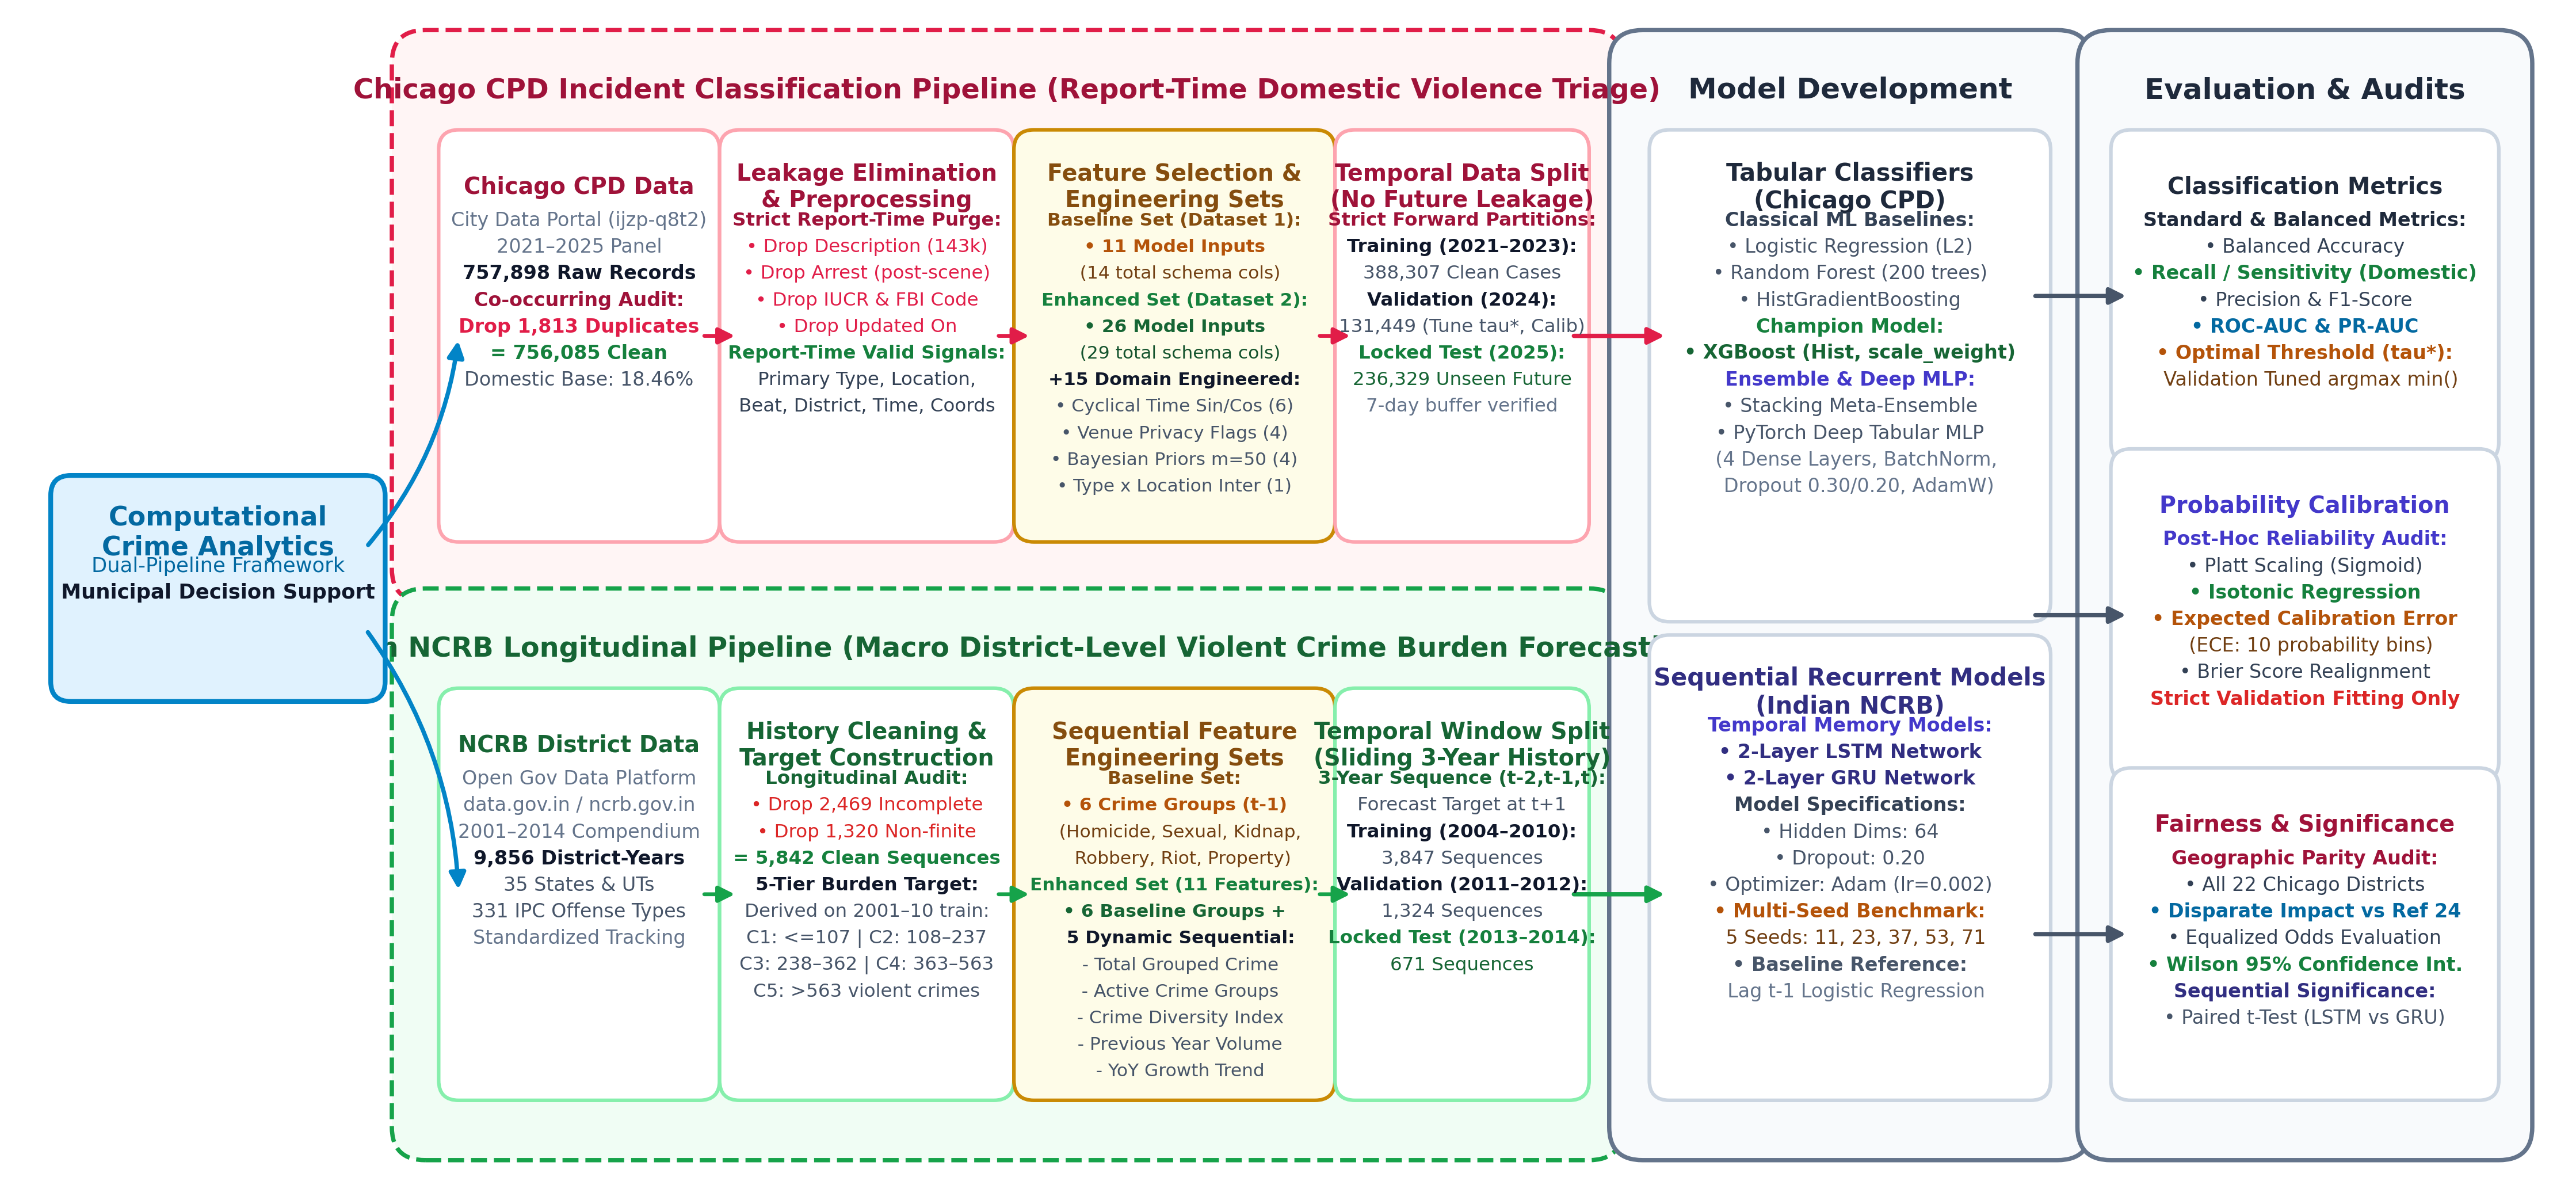 Computational
Crime Analytics
Dual-Pipeline Framework
Municipal Decision Support
Chicago CPD Incident Classification Pipeline (Report-Time Domestic Violence Triage)
Chicago CPD Data
City Data Portal (ijzp-q8t2)
2021–2025 Panel
757,898 Raw Records
Co-occurring Audit:
Drop 1,813 Duplicates
= 756,085 Clean
Domestic Base: 18.46%
Leakage Elimination
& Preprocessing
Strict Report-Time Purge:
• Drop Description (143k)
• Drop Arrest (post-scene)
• Drop IUCR & FBI Code
• Drop Updated On
Report-Time Valid Signals:
Primary Type, Location,
Beat, District, Time, Coords
Feature Selection &
Engineering Sets
Baseline Set (Dataset 1):
• 11 Model Inputs
(14 total schema cols)
Enhanced Set (Dataset 2):
• 26 Model Inputs
(29 total schema cols)
+15 Domain Engineered:
• Cyclical Time Sin/Cos (6)
• Venue Privacy Flags (4)
• Bayesian Priors m=50 (4)
• Type x Location Inter (1)
Temporal Data Split
(No Future Leakage)
Strict Forward Partitions:
Training (2021–2023):
388,307 Clean Cases
Validation (2024):
131,449 (Tune tau*, Calib)
Locked Test (2025):
236,329 Unseen Future
7-day buffer verified
NCRB Longitudinal Pipeline (Macro District-Level Violent Crime Burden Forecast
NCRB District Data
Open Gov Data Platform
data.gov.in / ncrb.gov.in
2001–2014 Compendium
9,856 District-Years
35 States & UTs
331 IPC Offense Types
Standardized Tracking
History Cleaning &
Target Construction
Longitudinal Audit:
• Drop 2,469 Incomplete
• Drop 1,320 Non-finite
= 5,842 Clean Sequences
5-Tier Burden Target:
Derived on 2001–10 train:
C1: <=107 | C2: 108–237
C3: 238–362 | C4: 363–563
C5: >563 violent crimes
Sequential Feature
Engineering Sets
Baseline Set:
• 6 Crime Groups (t-1)
(Homicide, Sexual, Kidnap,
Robbery, Riot, Property)
Enhanced Set (11 Features):
• 6 Baseline Groups +
5 Dynamic Sequential:
- Total Grouped Crime
- Active Crime Groups
- Crime Diversity Index
- Previous Year Volume
- YoY Growth Trend
Temporal Window Split
(Sliding 3-Year History)
3-Year Sequence (t-2,t-1,t):
Forecast Target at t+1
Training (2004–2010):
3,847 Sequences
Validation (2011–2012):
1,324 Sequences
Locked Test (2013–2014):
671 Sequences
Model Development
Tabular Classifiers
(Chicago CPD)
Classical ML Baselines:
• Logistic Regression (L2)
• Random Forest (200 trees)
• HistGradientBoosting
Champion Model:
• XGBoost (Hist, scale_weight)
Ensemble & Deep MLP:
• Stacking Meta-Ensemble
• PyTorch Deep Tabular MLP
(4 Dense Layers, BatchNorm,
Dropout 0.30/0.20, AdamW)
Sequential Recurrent Models
(Indian NCRB)
Temporal Memory Models:
• 2-Layer LSTM Network
• 2-Layer GRU Network
Model Specifications:
• Hidden Dims: 64
• Dropout: 0.20
• Optimizer: Adam (lr=0.002)
• Multi-Seed Benchmark:
5 Seeds: 11, 23, 37, 53, 71
• Baseline Reference:
Lag t-1 Logistic Regression
Evaluation & Audits
Classification Metrics
Standard & Balanced Metrics:
• Balanced Accuracy
• Recall / Sensitivity (Domestic)
• Precision & F1-Score
• ROC-AUC & PR-AUC
• Optimal Threshold (tau*):
Validation Tuned argmax min()
Probability Calibration
Post-Hoc Reliability Audit:
• Platt Scaling (Sigmoid)
• Isotonic Regression
• Expected Calibration Error
(ECE: 10 probability bins)
• Brier Score Realignment
Strict Validation Fitting Only
Fairness & Significance
Geographic Parity Audit:
• All 22 Chicago Districts
• Disparate Impact vs Ref 24
• Equalized Odds Evaluation
• Wilson 95% Confidence Int.
Sequential Significance:
• Paired t-Test (LSTM vs GRU)